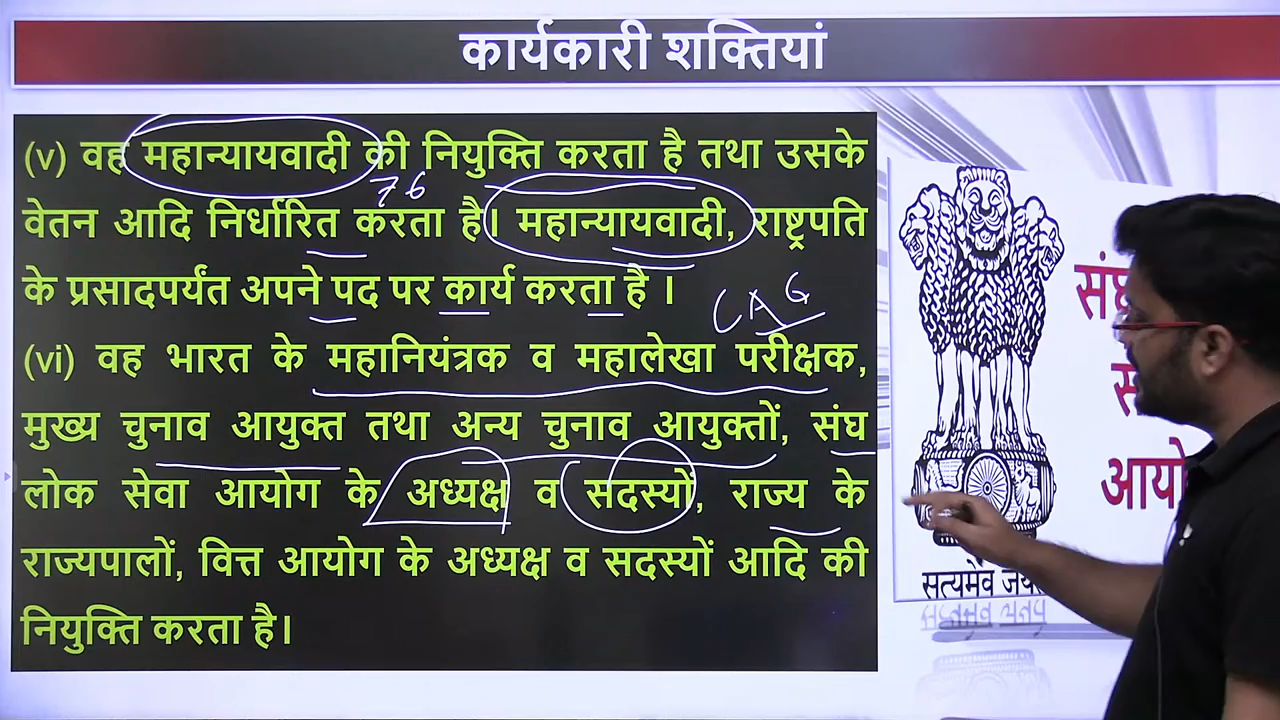 कार्यकारी शक्तियां
(v) वह महान्यायवादी की नियुक्ति करता है तथा उसके
76
वेतन आदि निर्धारित करता है। महान्यायवादी, राष्ट्रपति
के प्रसादपर्यंत अपने पद पर कार्य करता है ।
CAG
(vi) वह भारत के महानियंत्रक व महालेखा परीक्षक,
मुख्य चुनाव आयुक्त तथा अन्य चुनाव आयुक्तों, संघ
लोक सेवा आयोग के अध्यक्ष व सदस्यों, राज्य के
राज्यपालों, वित्त आयोग के अध्यक्ष व सदस्यों आदि की
नियुक्ति करता है।
सत्यमेव